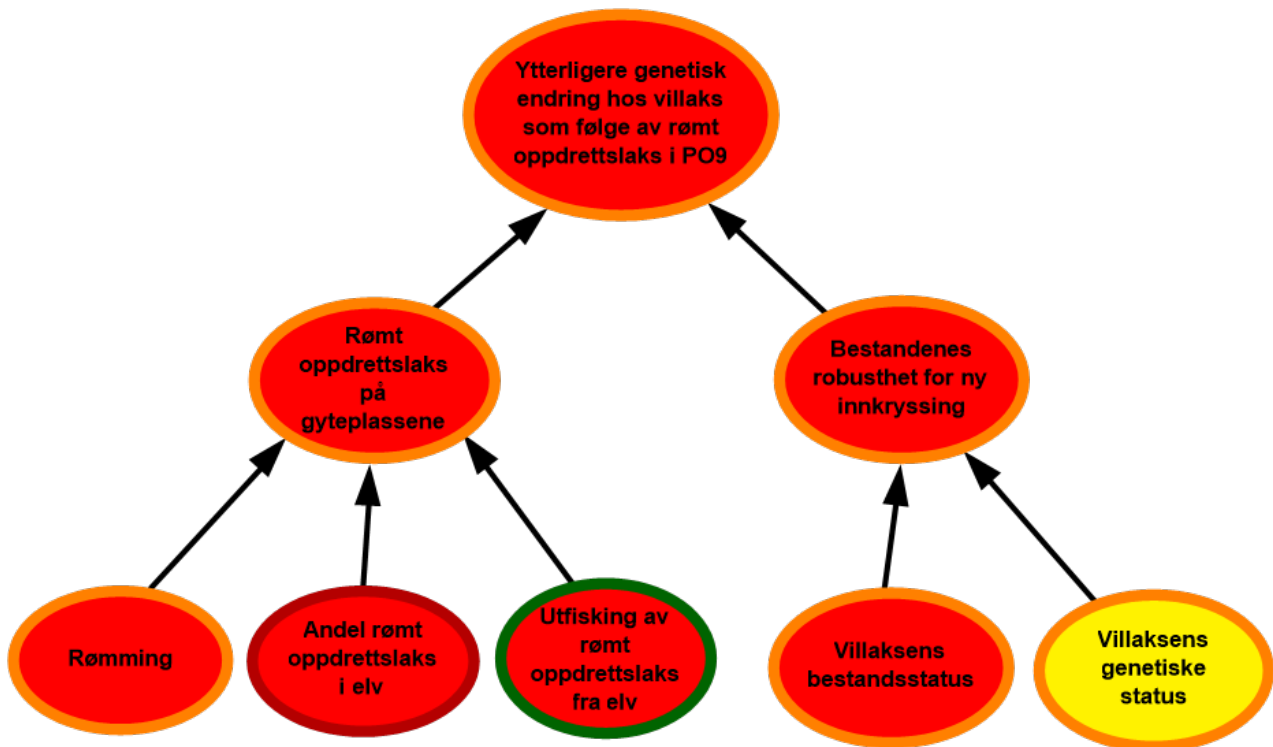 Ytterligere genetisk
endring hos villaks
som følge av rømt
oppdrettslaks i PO9
Rømt
oppdrettslaks
på
gyteplassene
Bestandenes
robusthet for ny
innkryssing
Rømming
Andel rømt
oppdrettslaks
i elv
Utfisking av
rømt
oppdrettslaks
fra elv
Villaksens
bestandsstatus
Villaksens
genetiske
status